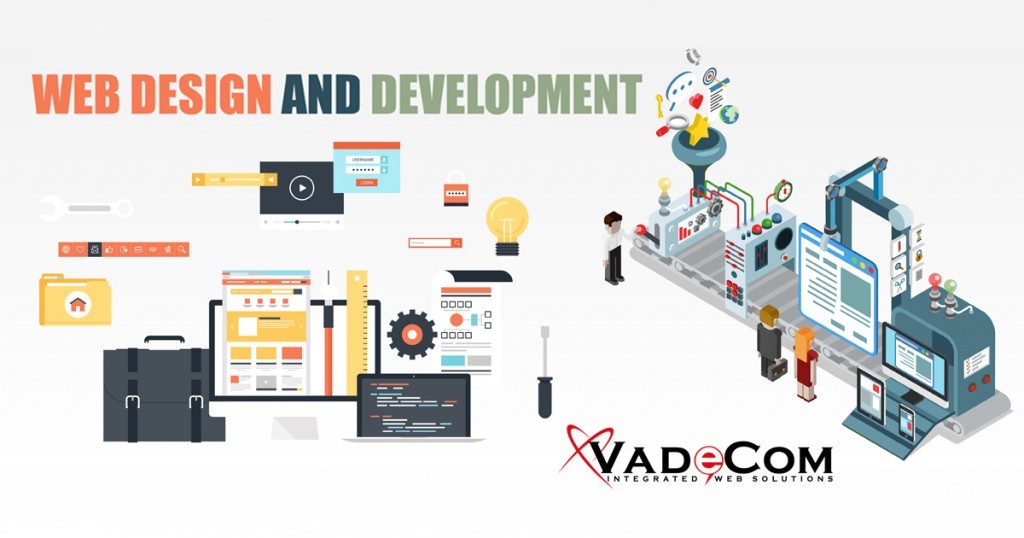 WEB DESIGN AND DEVELOPMENT
USERNAME
LOGIN
VADeCOM
INTEGRATED WEB SOLUTIONS